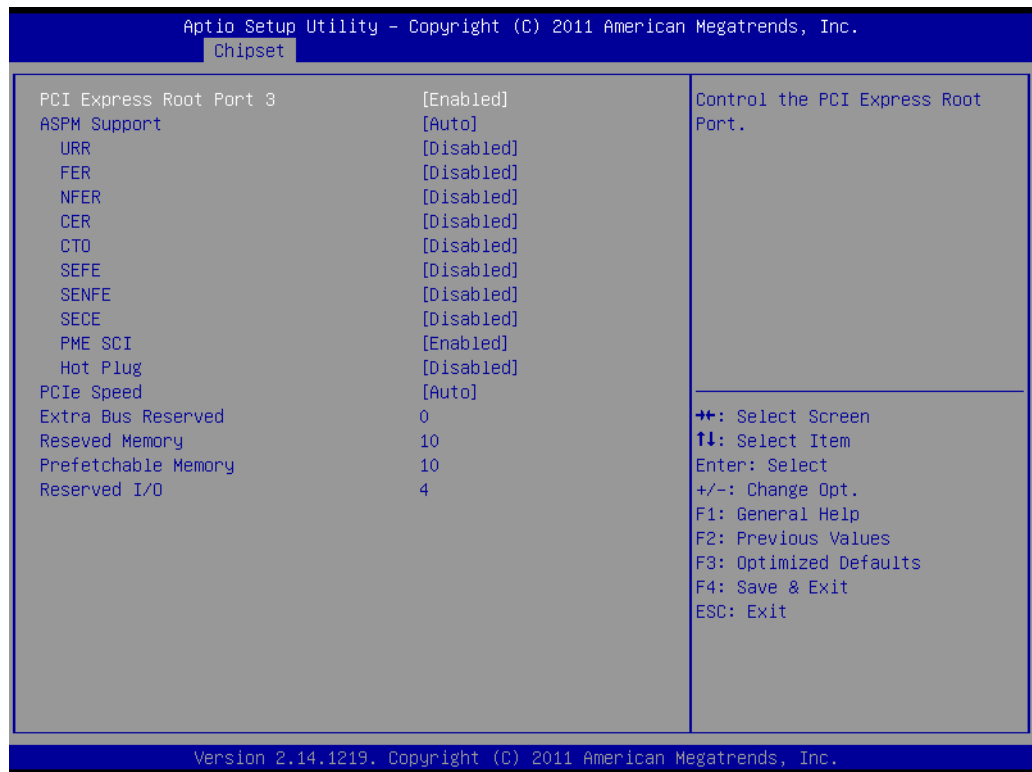 Aptio Setup Utility – Copyright (C) 2011 American Megatrends, Inc.
Chipset
PCI Express Root Port 3 [Enabled]
ASPM Support [Auto]
URR [Disabled]
FER [Disabled]
NFER [Disabled]
CER [Disabled]
CTO [Disabled]
SEFE [Disabled]
SENFE [Disabled]
SECE [Disabled]
PME SCI [Enabled]
Hot Plug [Disabled]
PCIe Speed [Auto]
Extra Bus Reserved 0
Reseved Memory 10
Prefetchable Memory 10
Reserved I/O 4
Control the PCI Express Root
Port.
→←: Select Screen
↑↓: Select Item
Enter: Select
+/-: Change Opt.
F1: General Help
F2: Previous Values
F3: Optimized Defaults
F4: Save & Exit
ESC: Exit
Version 2.14.1219. Copyright (C) 2011 American Megatrends, Inc.